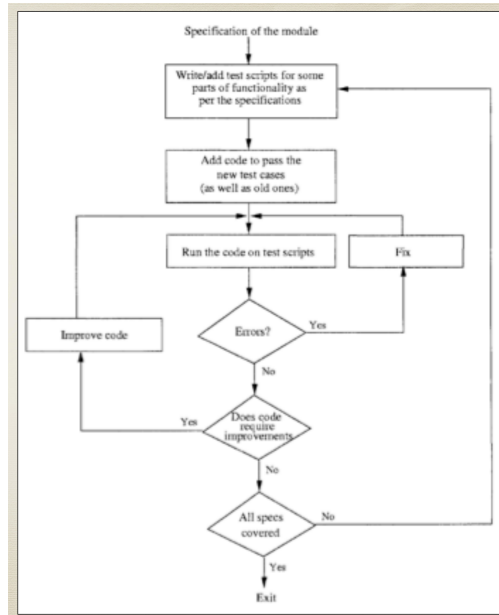 Specification of the module
Write/add test scripts for some
parts of functionality as
per the specifications
Add code to pass the
new test cases
(as well as old ones)
Run the code on test scripts
Fix
Errors?
Yes
Improve code
No
Yes
Does code
require
improvements
No
All specs
covered
No
Yes
Exit